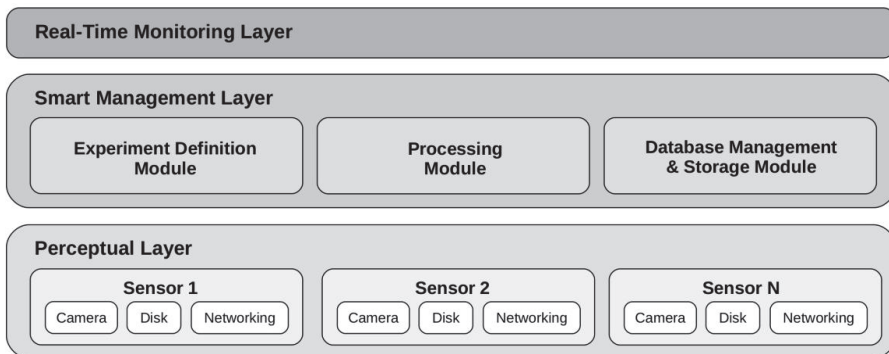 Real-Time Monitoring Layer
Smart Management Layer
Experiment Definition
Module
Processing
Module
Database Management
& Storage Module
Perceptual Layer
Sensor 1
Camera
Disk
Networking
Sensor 2
Camera
Disk
Networking
Sensor N
Camera
Disk
Networking